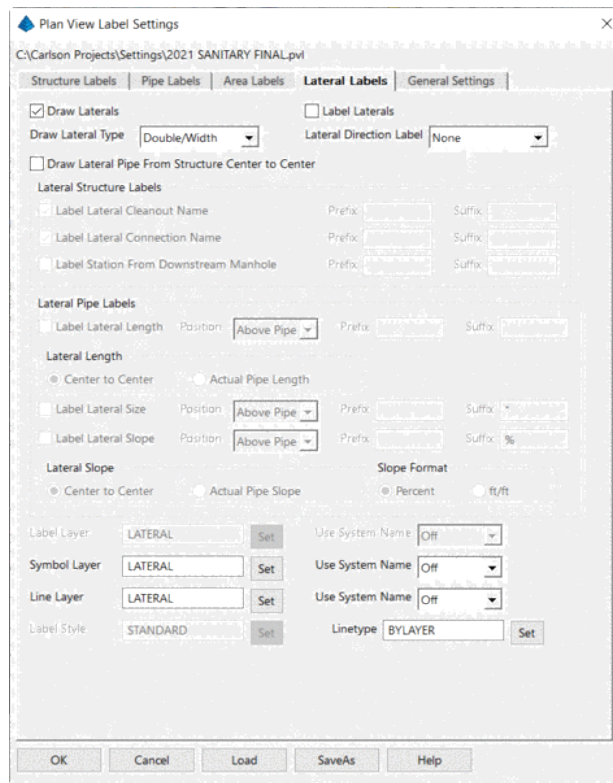 Plan View Label Settings
C:\Carlson Projects\Settings\2021 SANITARY FINAL.pvl
Structure Labels Pipe Labels Area Labels Lateral Labels General Settings
Draw Laterals Label Laterals
Draw Lateral Type Double/Width Lateral Direction Label None
Draw Lateral Pipe From Structure Center to Center
Lateral Structure Labels
Label Lateral Cleanout Name Prefix Suffix
Label Lateral Connection Name Prefix Suffix
Label Station From Downstream Manhole Prefix Suffix
Lateral Pipe Labels
Label Lateral Length Position Above Pipe Prefix Suffix
Lateral Length
Center to Center Actual Pipe Length
Label Lateral Size Position Above Pipe Prefix Suffix "
Label Lateral Slope Position Above Pipe Prefix Suffix %
Lateral Slope Slope Format
Center to Center Actual Pipe Slope Percent ft/ft
Label Layer LATERAL Set Use System Name Off
Symbol Layer LATERAL Set Use System Name Off
Line Layer LATERAL Set Use System Name Off
Label Style STANDARD Set Linetype BYLAYER Set
OK Cancel Load SaveAs Help